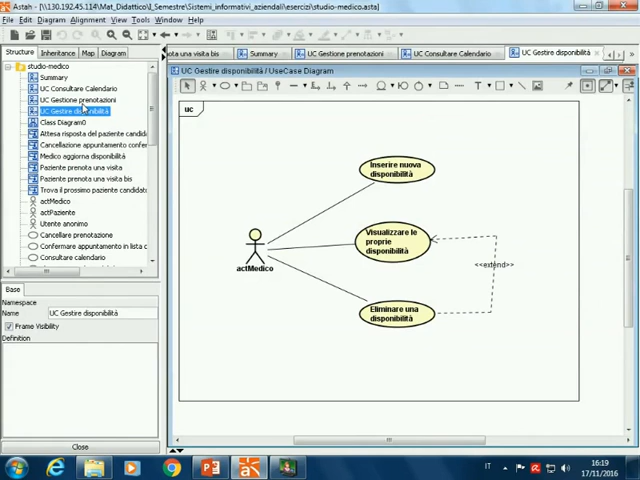 Astah - [\\130.192.45.114\Mat_Didattico\I_Semestre\Sistemi_informativi_aziendali\esercizi\studio-medico.asta]
File Edit Diagram Alignment View Tools Window Help
Structure Inheritance Map Diagram
ota una visita bis Summary UC Gestione prenotazioni UC Consultare Calendario UC Gestire disponibilità
UC Gestire disponibilità / UseCase Diagram
studio-medico
Summary
UC Consultare Calendario
UC Gestione prenotazioni
UC Gestire disponibilità
Class Diagram0
Attesa risposta del paziente candid
Cancellazione appuntamento confer
Medico aggiorna disponibilità
Paziente prenota una visita
Paziente prenota una visita bis
Trova il prossimo paziente candidato
actMedico
actPaziente
Utente anonimo
Cancellare prenotazione
Confermare appuntamento in lista d
Consultare calendario
uc
Inserire nuova
disponibilità
Visualizzare le
proprie
disponibilità
actMedico
<<extend>>
Eliminare una
disponibilità
Base
Namespace
Name UC Gestire disponibilità
Frame Visibility
Definition
Close
IT
16:19
17/11/2016